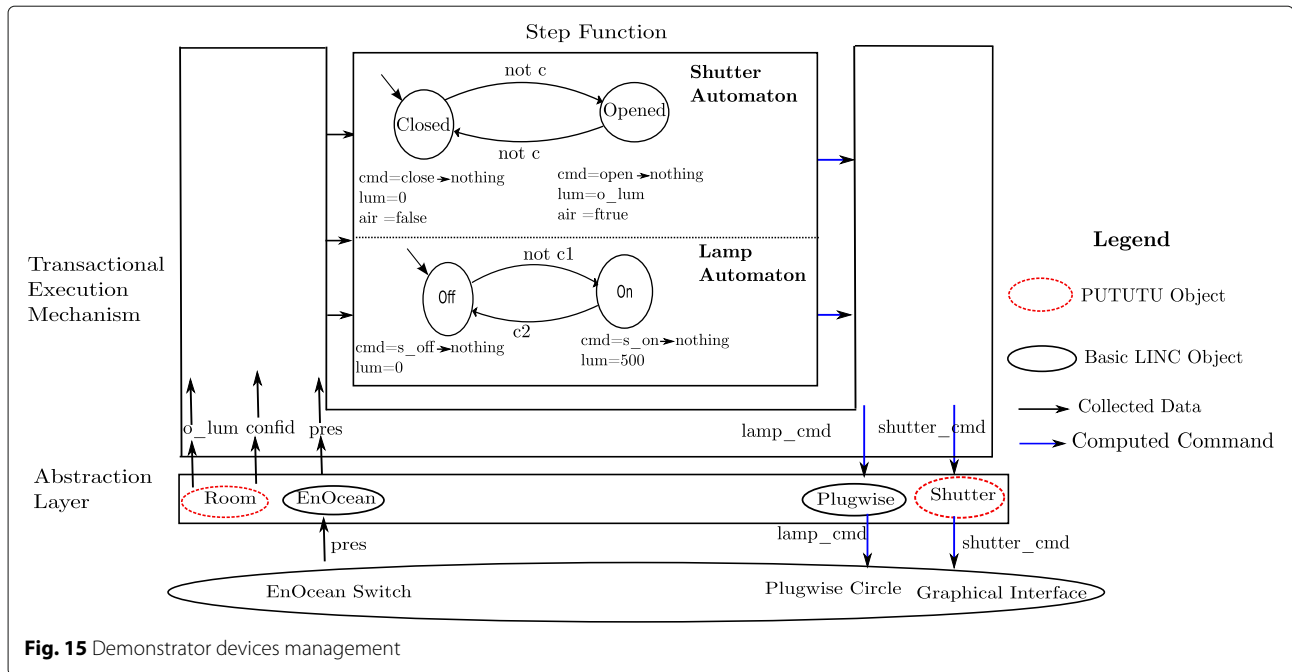 Step Function
not c
Shutter
Automaton
Closed
Opened
not c
cmd=close→nothing
lum=0
air =false
cmd=open→nothing
lum=o_lum
air =ftrue
Lamp
Automaton
not c1
Off
On
c2
cmd=s_off→nothing
lum=0
cmd=s_on→nothing
lum=500
Transactional
Execution
Mechanism
Legend
PUTUTU Object
Basic LINC Object
Collected Data
Computed Command
o_lum confid pres
lamp_cmd
shutter_cmd
Abstraction
Layer
Room
EnOcean
Plugwise
Shutter
pres
lamp_cmd
shutter_cmd
EnOcean Switch
Plugwise Circle
Graphical Interface
Fig. 15 Demonstrator devices management